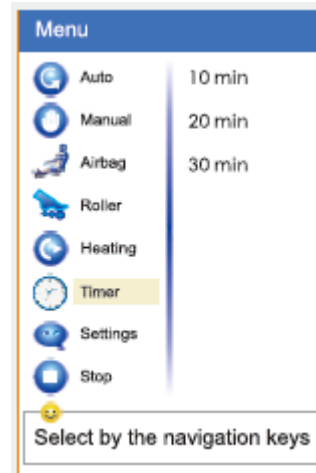 Menu
Auto
10 min
Manual
20 min
Airbag
30 min
Roller
Heating
Timer
Settings
Stop
Select by the navigation keys